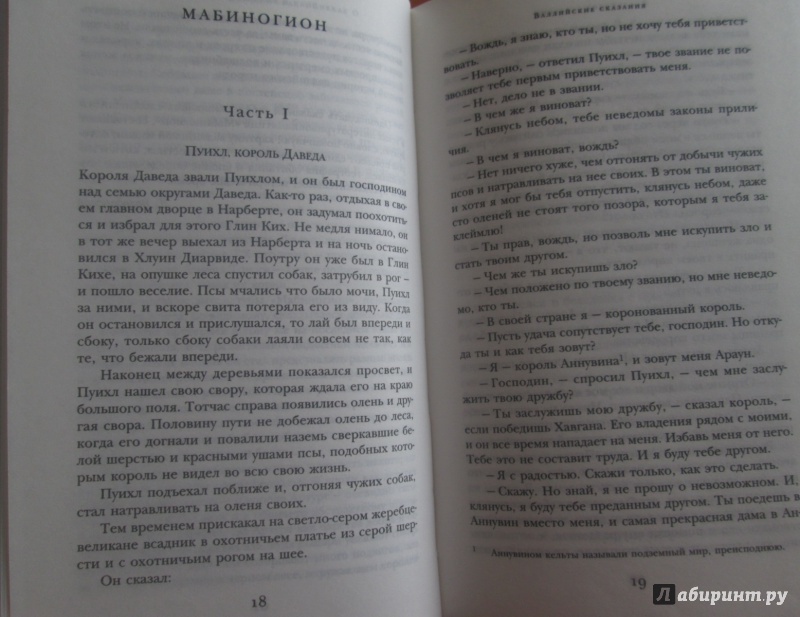 МАБИНОГИОН
Часть I
Пуихл, король Даведа
Короля Даведа звали Пуихлом, и он был господином
над семью округами Даведа. Как-то раз, отдыхая в сво-
ем главном дворце в Нарберте, он задумал поохотить-
ся и избрал для этого Глин Ких. Не медля нимало, он
в тот же вечер выехал из Нарберта и на ночь остано-
вился в Хлуин Диарвиде. Поутру он уже был в Глин
Кихе, на опушке леса спустил собак, затрубил в рог –
и пошло веселие. Псы мчались что было мочи, Пуихл
за ними, и вскоре свита потеряла его из виду. Когда
он остановился и прислушался, то лай был впереди и
сбоку, только сбоку собаки лаяли совсем не так, как
те, что бежали впереди.
Наконец между деревьями показался просвет, и
Пуихл нашел свою свору, которая ждала его на краю
большого поля. Тотчас справа появились олень и дру-
гая свора. Половину пути не добежал олень до леса,
когда его догнали и повалили наземь сверкавшие бе-
лой шерстью и красными ушами псы, подобных кото-
рым король не видел во всю свою жизнь.
Пуихл подъехал поближе и, отгоняя чужих собак,
стал натравливать на оленя своих.
Тем временем прискакал на светло-сером жеребце-
великане всадник в охотничьем платье из серой шер-
сти и с охотничьим рогом на шее.
Он сказал:
18
Валлийские сказания
– Вождь, я знаю, кто ты, но не хочу тебя приветст-
вовать.
– Наверно, – ответил Пуихл, – твое звание не по-
зволяет тебе первым приветствовать меня.
– Нет, дело не в звании.
– В чем же я виноват?
– Клянусь небом, тебе неведомы законы прили-
чия.
– В чем я виноват, вождь?
– Нет ничего хуже, чем отгонять от добычи чужих
псов и натравливать на нее своих. В этом ты виноват,
и хотя я мог бы тебя отпустить, клянусь небом, даже
сто оленей не стоят того позора, которым я тебя за-
клеймлю!
– Ты прав, вождь, но позволь мне искупить зло и
стать твоим другом.
– Чем же ты искупишь зло?
– Чем положено по твоему званию, но мне неведо-
мо, кто ты.
– В своей стране я – коронованный король.
– Пусть удача сопутствует тебе, господин. Но отку-
да ты и как тебя зовут?
– Я – король Аннувина¹, и зовут меня Араун.
– Господин, – спросил Пуихл, – чем мне заслу-
жить твою дружбу?
– Ты заслужишь мою дружбу, – сказал король, –
если победишь Хавгана. Его владения рядом с моими,
и он все время нападает на меня. Избавь меня от него.
Тебе это не составит труда. И я буду тебе другом.
– Я с радостью. Скажи только, как это сделать.
– Скажу. Но знай, я не прошу о невозможном. И,
клянусь, я буду тебе преданным другом. Ты поедешь в
Аннувин вместо меня, и самая прекрасная дама в Ан-
1 Аннувином кельты называли подземный мир, преисподнюю.
19
Лабиринт.ру